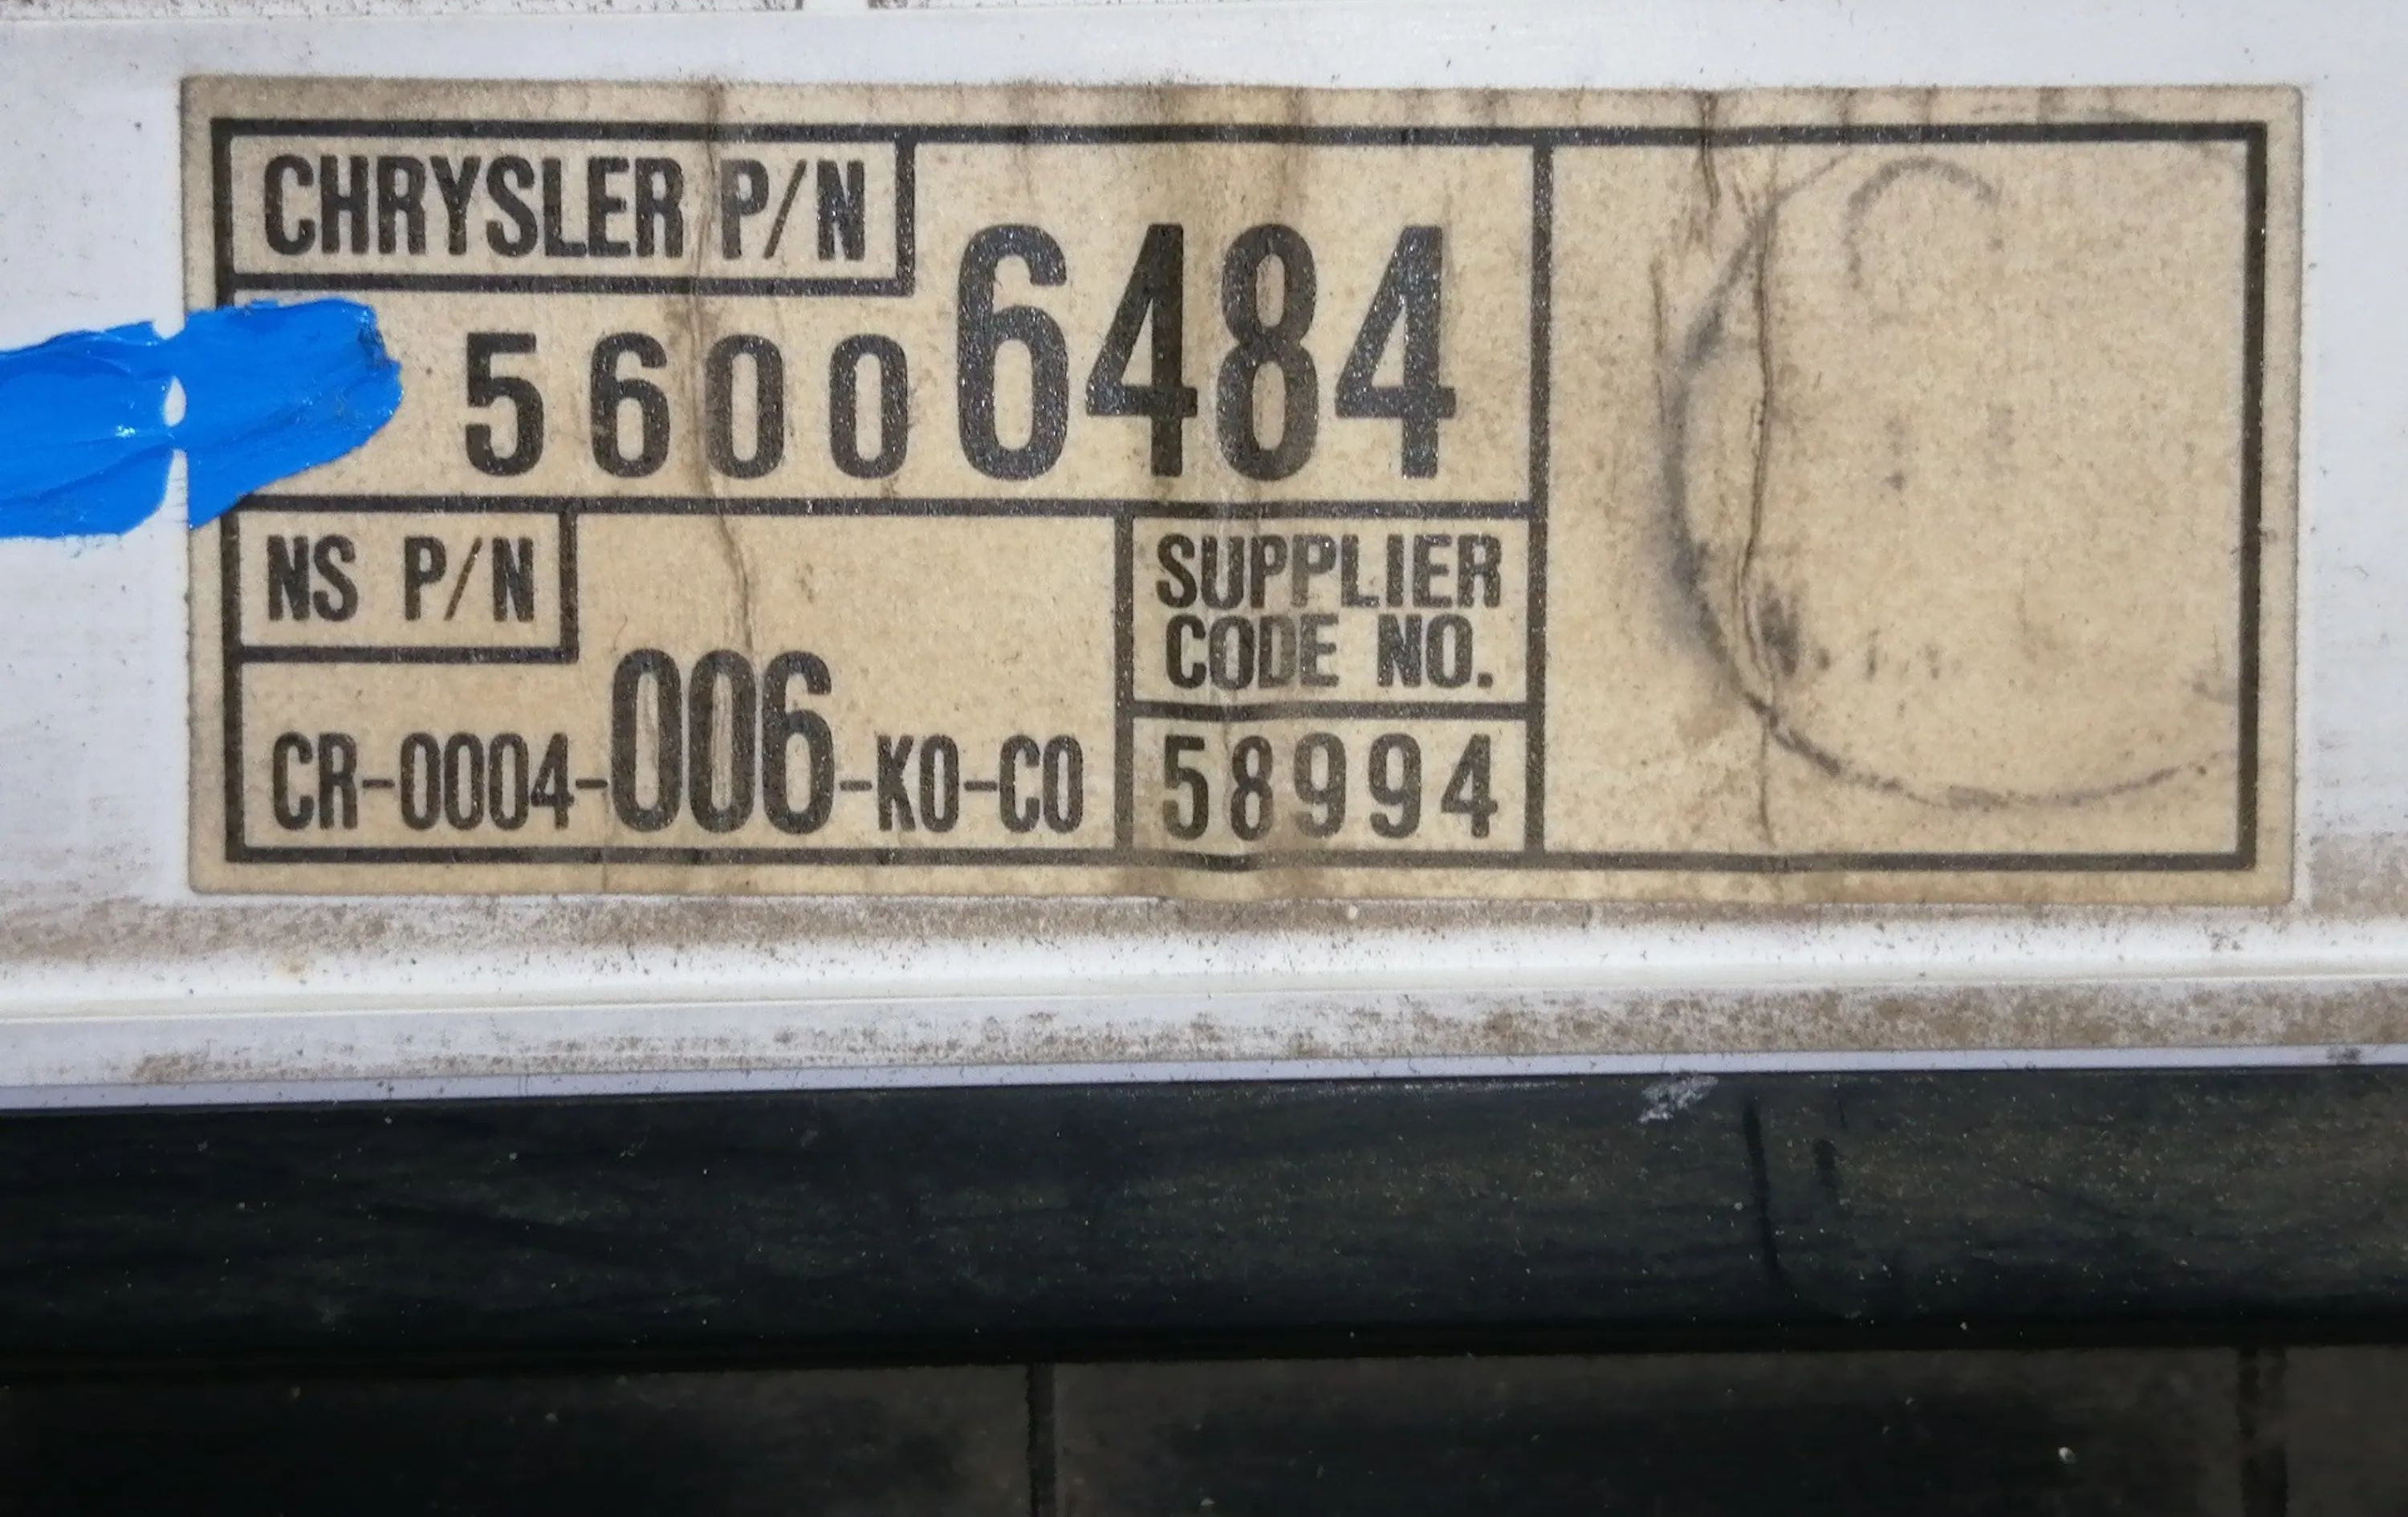 CHRYSLER P/N
56006484
NS P/N
CR-0004-006-K0-C0
SUPPLIER
CODE NO.
58994